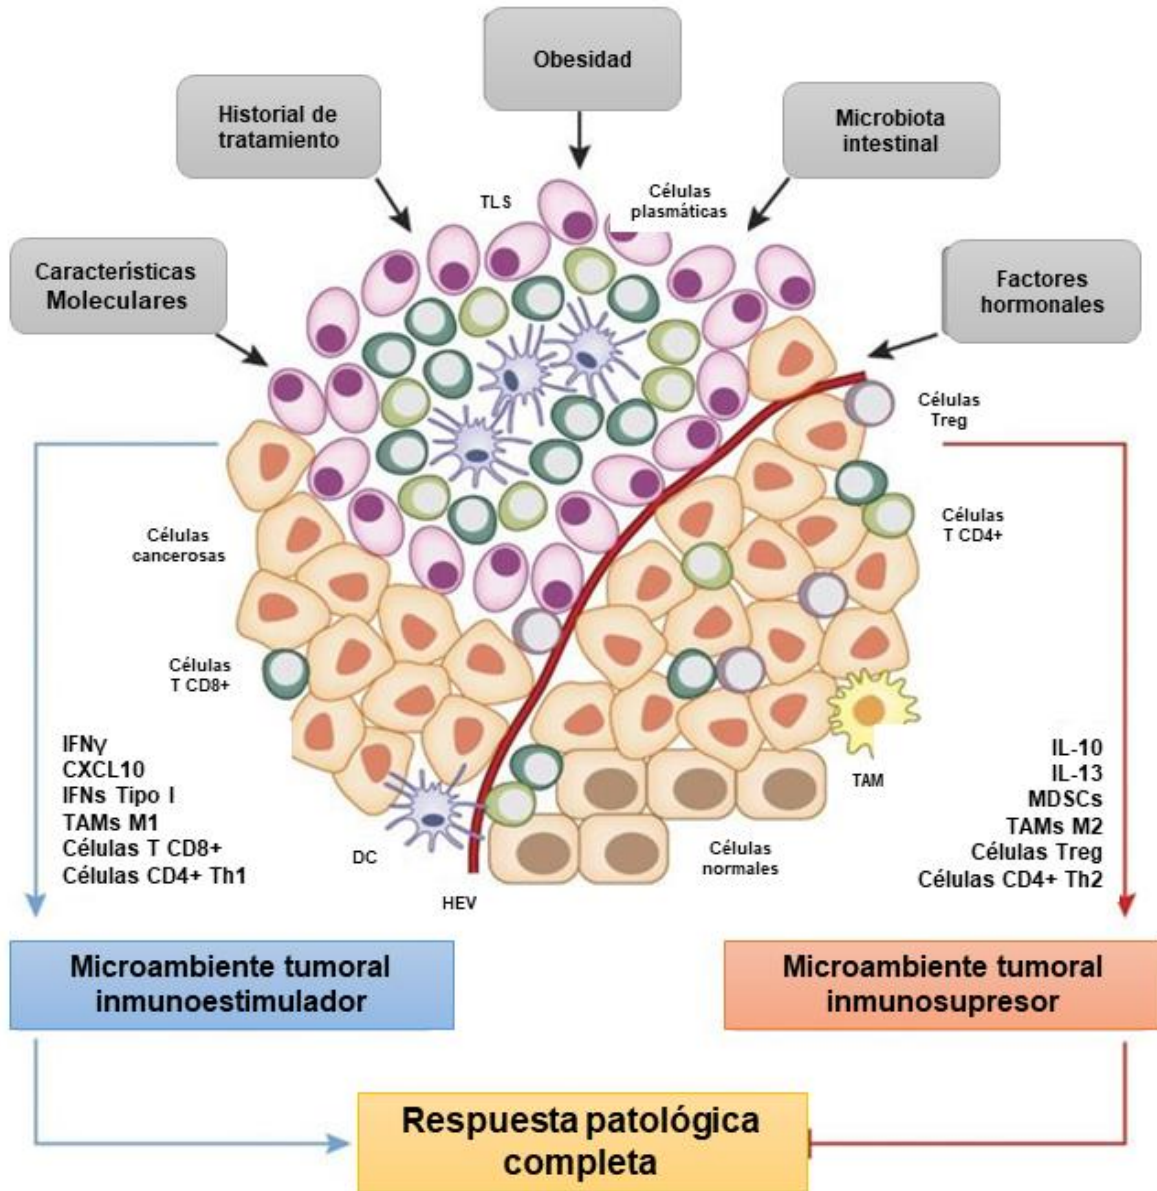 Obesidad
Historial de
tratamiento
Microbiota
intestinal
Característícas
Moleculares
Factores
hormonales
TLS
Células
plasmáticas
Células
Treg
Células
T CD4+
Células
cancerosas
Células
T CD8+
TAM
Células
normales
DC
HEV
IFNγ
CXCL10
IFNs Tipo I
TAMs M1
Células T CD8+
Células CD4+ Th1
IL-10
IL-13
MDSCs
TAMs M2
Células Treg
Células CD4+ Th2
Microambiente tumoral
inmunoestimulador
Microambiente tumoral
inmunosupresor
Respuesta patológica
completa